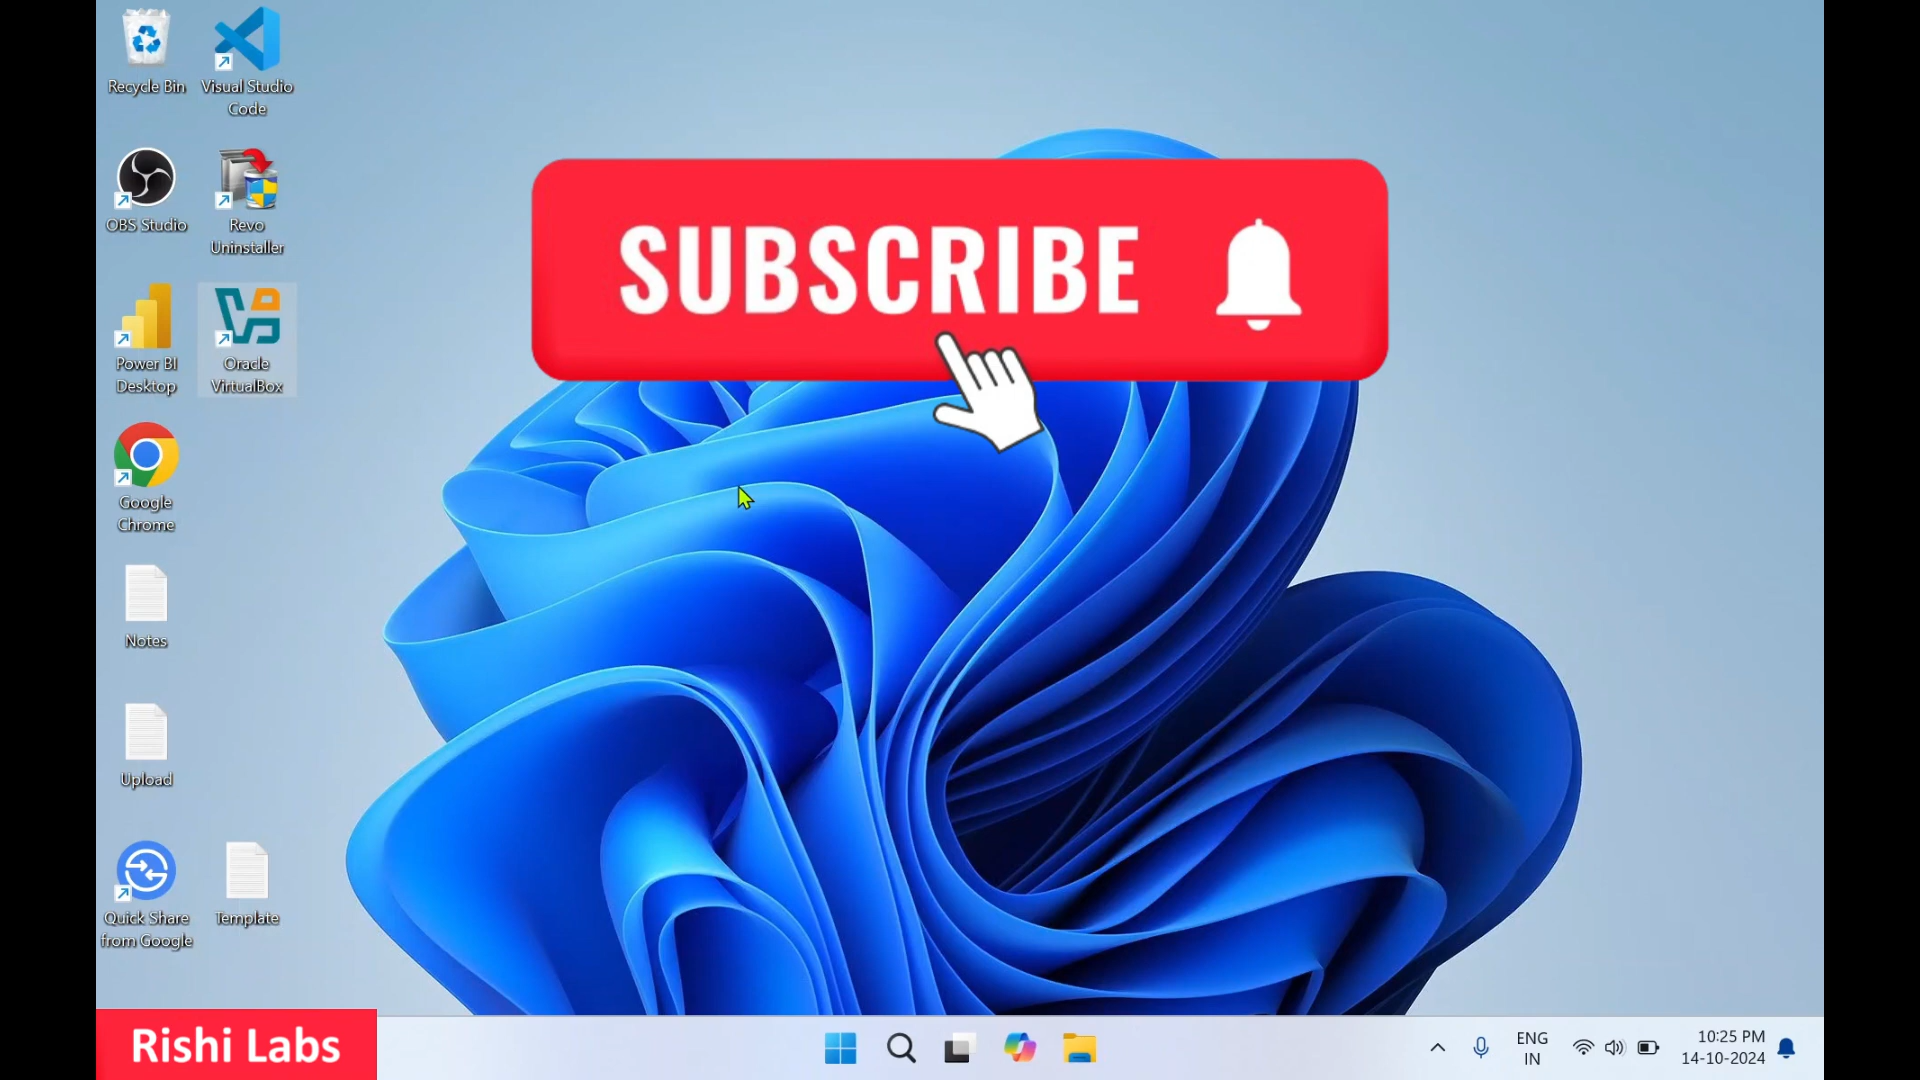 Recycle Bin
Visual Studio
Code
OBS Studio
Revo
Uninstaller
Power BI
Desktop
Oracle
VirtualBox
Google
Chrome
Notes
Upload
Quick Share
from Google
Template
SUBSCRIBE
Rishi Labs
ENG
IN
10:25 PM
14-10-2024